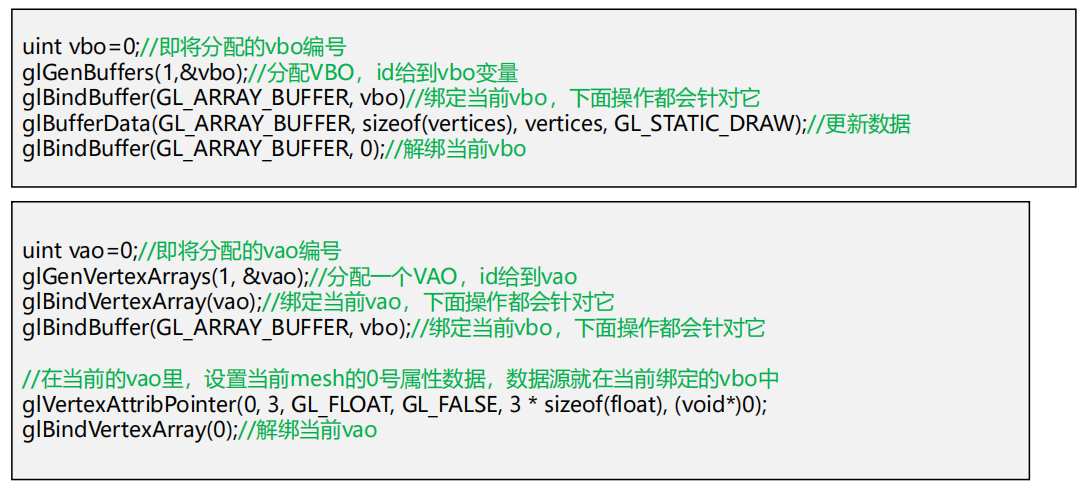 uint vbo=0;//即将分配的vbo编号
glGenBuffers(1,&vbo);//分配VBO，id给到vbo变量
glBindBuffer(GL_ARRAY_BUFFER, vbo)//绑定当前vbo，下面操作都会针对它
glBufferData(GL_ARRAY_BUFFER, sizeof(vertices), vertices, GL_STATIC_DRAW);//更新数据
glBindBuffer(GL_ARRAY_BUFFER, 0);//解绑当前vbo
uint vao=0;//即将分配的vao编号
glGenVertexArrays(1, &vao);//分配一个VAO，id给到vao
glBindVertexArray(vao);//绑定当前vao，下面操作都会针对它
glBindBuffer(GL_ARRAY_BUFFER, vbo);//绑定当前vbo，下面操作都会针对它
//在当前的vao里，设置当前mesh的0号属性数据，数据源就在当前绑定的vbo中
glVertexAttribPointer(0, 3, GL_FLOAT, GL_FALSE, 3 * sizeof(float), (void*)0);
glBindVertexArray(0);//解绑当前vao